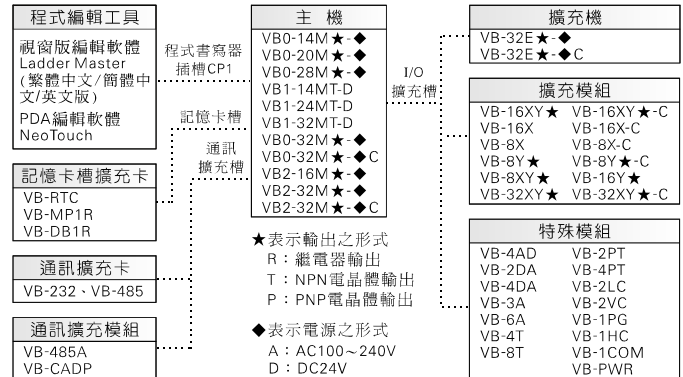 程式編輯工具
視窗版編輯軟體
Ladder Master
(繁體中文/簡體中
文/英文版)
PDA編輯軟體
NeoTouch
記憶卡槽擴充卡
VB-RTC
VB-MP1R
VB-DB1R
通訊擴充卡
VB-232、VB-485
通訊擴充模組
VB-485A
VB-CADP
程式書寫器
插槽CP1
記憶卡槽
通訊
擴充槽
主 機
VB0-14M★-◆
VB0-20M★-◆
VB0-28M★-◆
VB1-14MT-D
VB1-24MT-D
VB1-32MT-D
VB0-32M★-◆
VB0-32M★-◆C
VB2-16M★-◆
VB2-32M★-◆
VB2-32M★-◆C
★表示輸出之形式
R：繼電器輸出
T：NPN電晶體輸出
P：PNP電晶體輸出
◆表示電源之形式
A：AC100～240V
D：DC24V
I/O
擴充槽
擴充機
VB-32E★-◆
VB-32E★-◆C
擴充模組
VB-16XY★ VB-16XY★-C
VB-16X VB-16X-C
VB-8X VB-8X-C
VB-8Y★ VB-8Y★-C
VB-8XY★ VB-16Y★
VB-32XY★ VB-32XY★-C
特殊模組
VB-4AD VB-2PT
VB-2DA VB-4PT
VB-4DA VB-2LC
VB-3A VB-2VC
VB-6A VB-1PG
VB-4T VB-1HC
VB-8T VB-1COM
VB-PWR